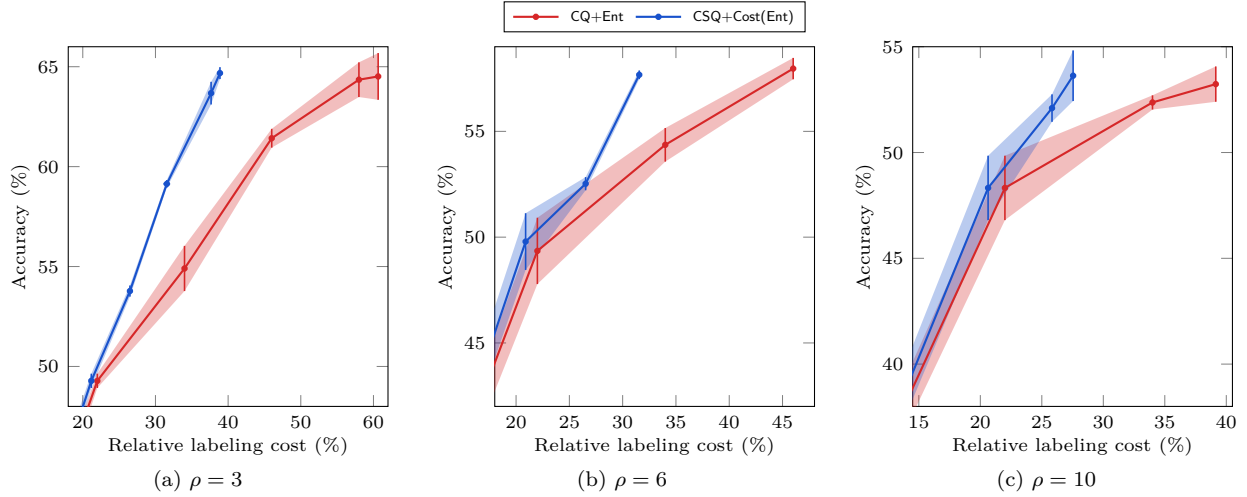 CQ+Ent CSQ+Cost(Ent)
65
60
55
50
20 30 40 50 60
Accuracy (%)
Relative labeling cost (%)
(a) ρ = 3
55
50
45
20 25 30 35 40 45
Accuracy (%)
Relative labeling cost (%)
(b) ρ = 6
55
50
45
40
15 20 25 30 35 40
Accuracy (%)
Relative labeling cost (%)
(c) ρ = 10